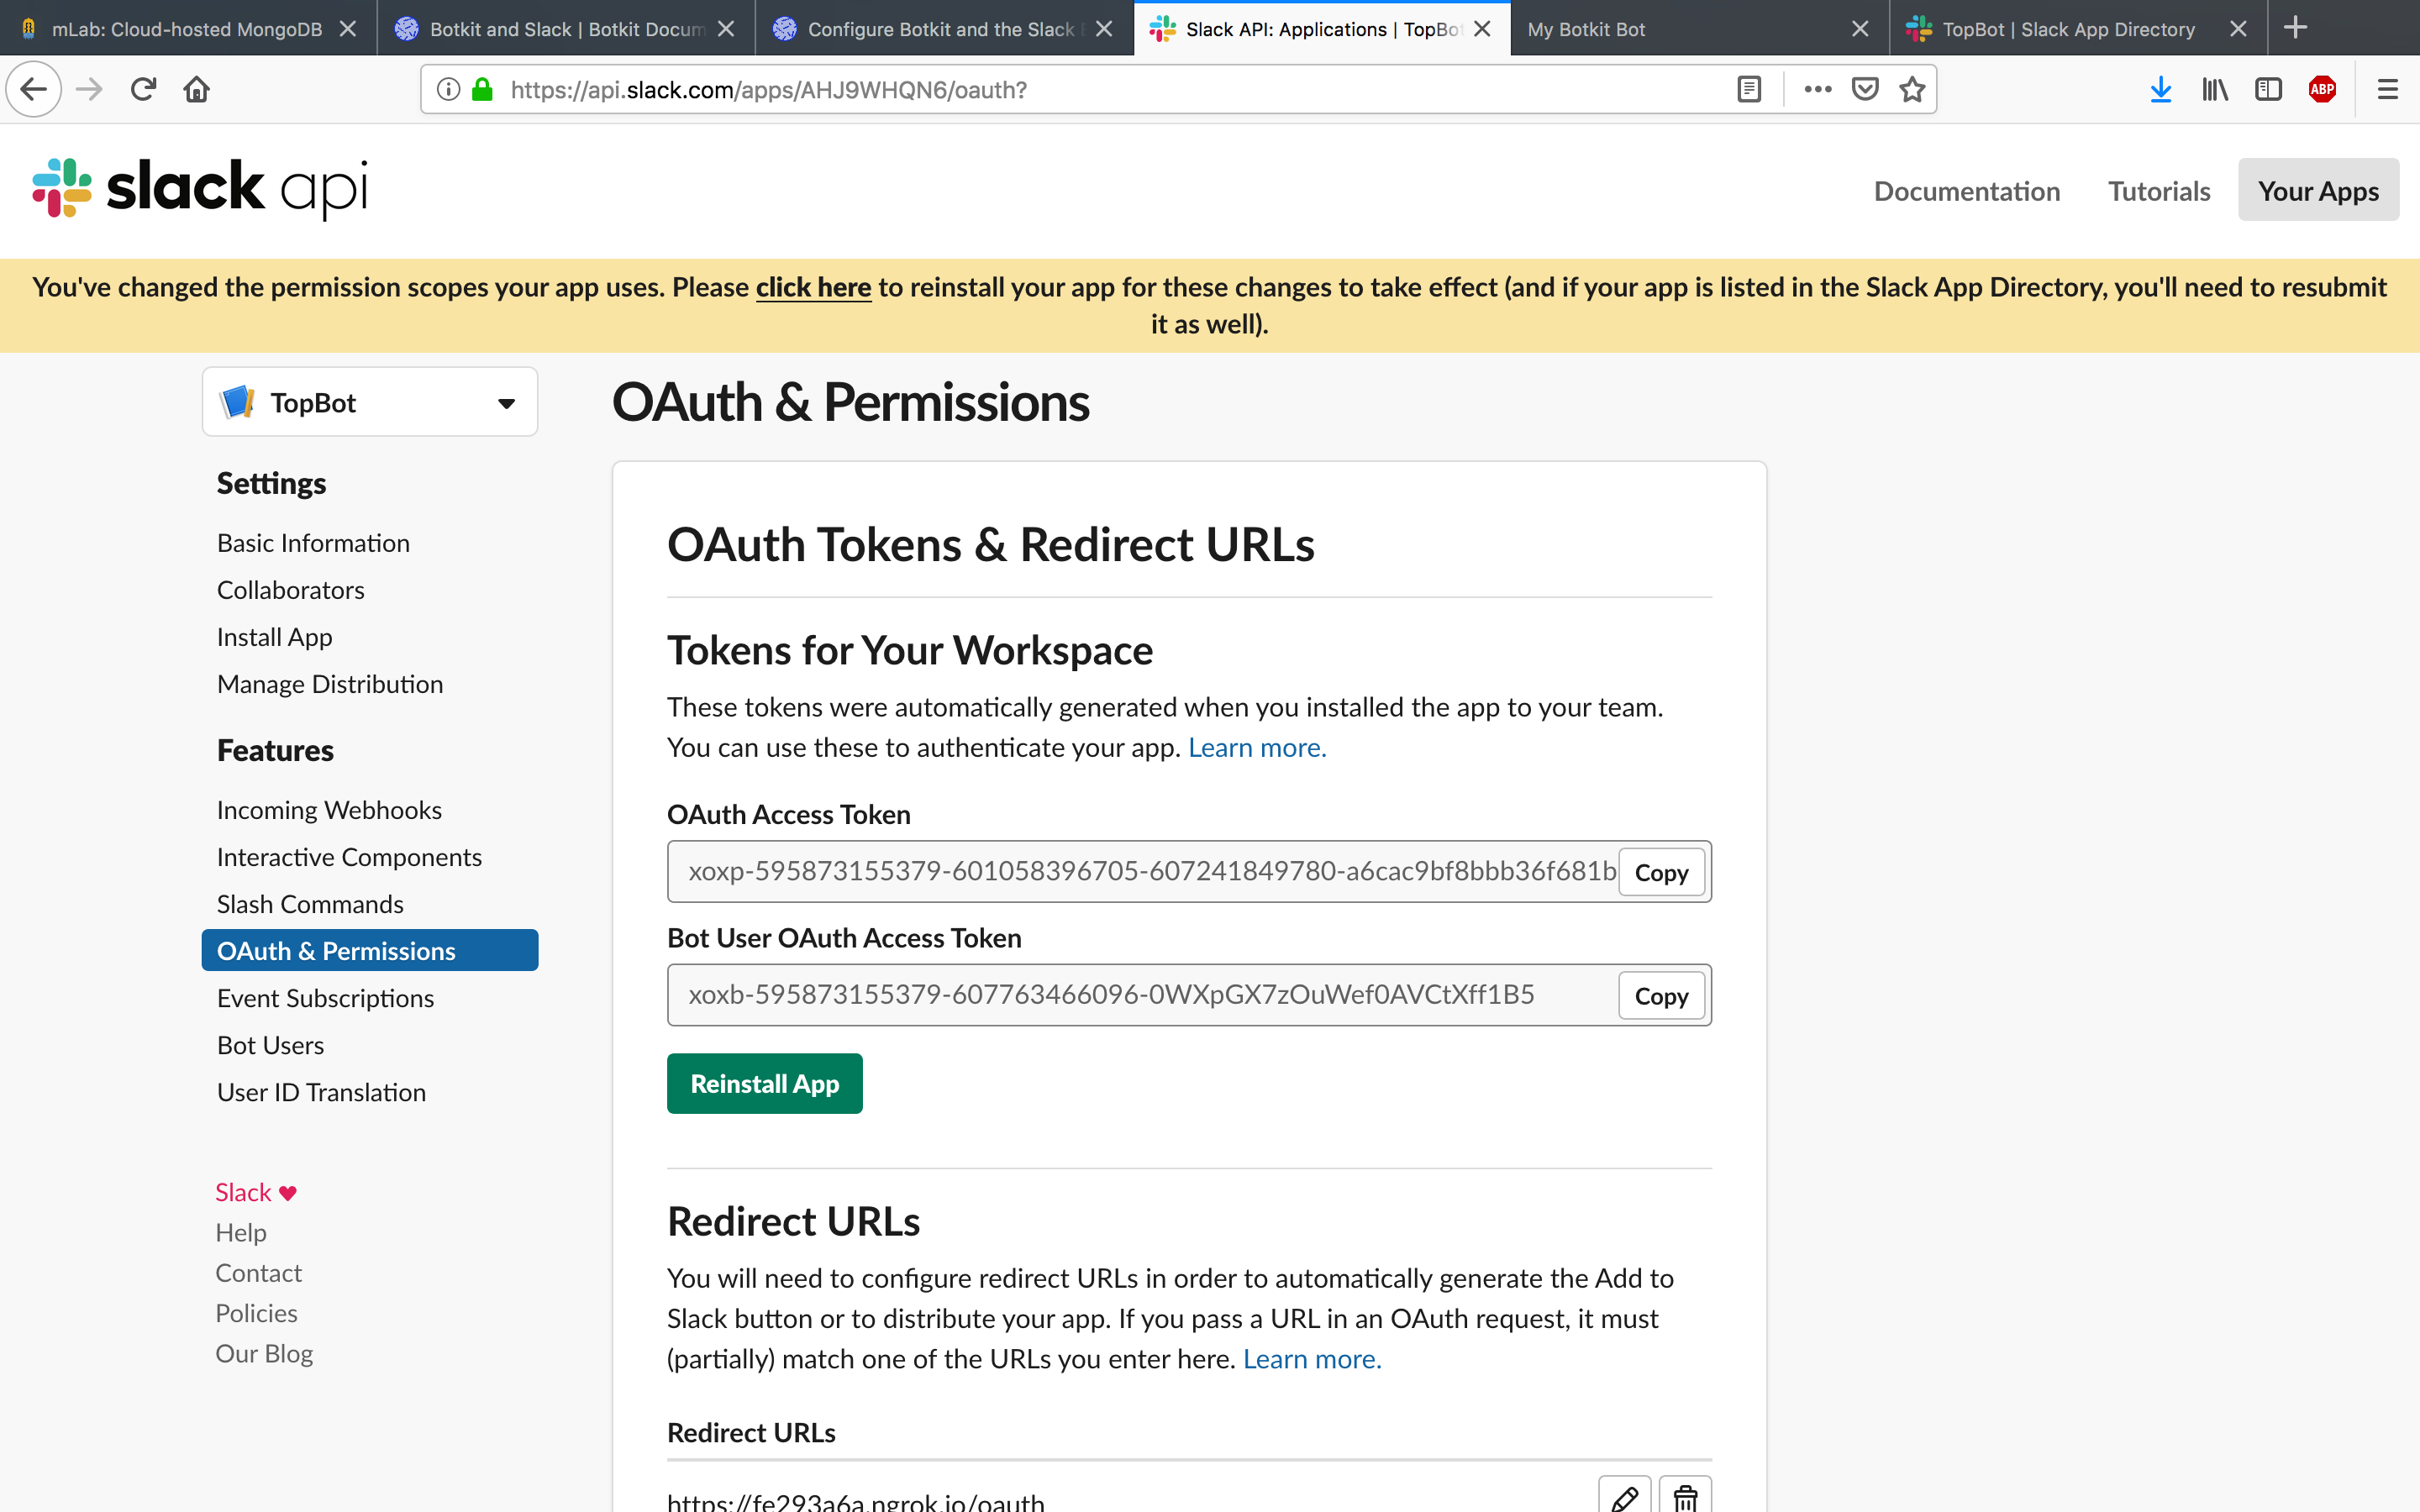 mLab: Cloud-hosted MongoDB
Botkit and Slack | Botkit Docum
Configure Botkit and the Slack
Slack API: Applications | TopBot
My Botkit Bot
TopBot | Slack App Directory
https://api.slack.com/apps/AHJ9WHQN6/oauth?
ABP
slack api
Documentation
Tutorials
Your Apps
You've changed the permission scopes your app uses. Please click here to reinstall your app for these changes to take effect (and if your app is listed in the Slack App Directory, you'll need to resubmit
it as well).
TopBot
Settings
Basic Information
Collaborators
Install App
Manage Distribution
Features
Incoming Webhooks
Interactive Components
Slash Commands
OAuth & Permissions
Event Subscriptions
Bot Users
User ID Translation
Slack ♥
Help
Contact
Policies
Our Blog
OAuth & Permissions
OAuth Tokens & Redirect URLs
Tokens for Your Workspace
These tokens were automatically generated when you installed the app to your team.
You can use these to authenticate your app. Learn more.
OAuth Access Token
xoxp-595873155379-601058396705-607241849780-a6cac9bf8bbb36f681b
Copy
Bot User OAuth Access Token
xoxb-595873155379-607763466096-0WXpGX7zOuWef0AVCtXff1B5
Copy
Reinstall App
Redirect URLs
You will need to configure redirect URLs in order to automatically generate the Add to
Slack button or to distribute your app. If you pass a URL in an OAuth request, it must
(partially) match one of the URLs you enter here. Learn more.
Redirect URLs
https://fe293a6a.ngrok.io/oauth